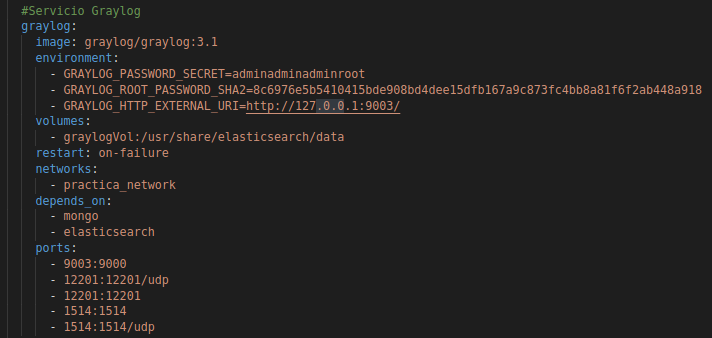 #Servicio Graylog
graylog:
image: graylog/graylog:3.1
environment:
- GRAYLOG_PASSWORD_SECRET=adminadminadminroot
- GRAYLOG_ROOT_PASSWORD_SHA2=8c6976e5b5410415bde908bd4dee15dfb167a9c873fc4bb8a81f6f2ab448a918
- GRAYLOG_HTTP_EXTERNAL_URI=http://127.0.0.1:9003/
volumes:
- graylogVol:/usr/share/elasticsearch/data
restart: on-failure
networks:
- practica_network
depends_on:
- mongo
- elasticsearch
ports:
- 9003:9000
- 12201:12201/udp
- 12201:12201
- 1514:1514
- 1514:1514/udp